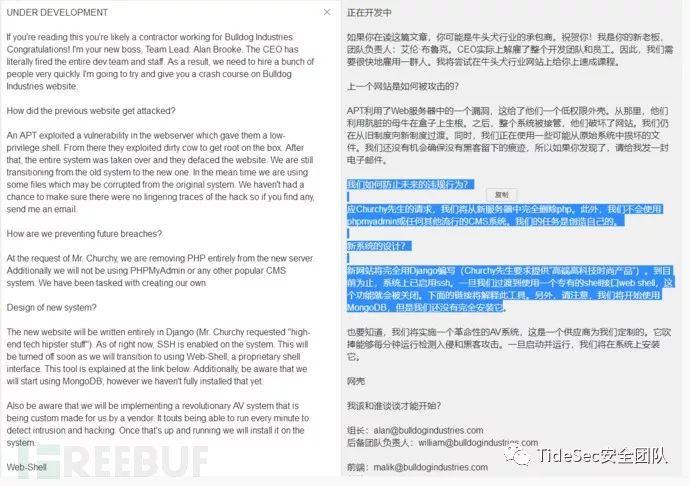 UNDER DEVELOPMENT
If you're reading this you're likely a contractor working for Bulldog Industries.
Congratulations! I'm your new boss, Team Lead: Alan Brooke. The CEO has
literally fired the entire dev team and staff. As a result, we need to hire a bunch of
people very quickly. I'm going to try and give you a crash course on Bulldog
Industries website.
How did the previous website get attacked?
An APT exploited a vulnerability in the webserver which gave them a low-
privilege shell. From there they exploited dirty cow to get root on the box. After
that, the entire system was taken over and they defaced the website. We are still
transitioning from the old system to the new one. In the mean time we are using
some files which may be corrupted from the original system. We haven't had a
chance to make sure there were no lingering traces of the hack so if you find any,
send me an email.
How are we preventing future breaches?
At the request of Mr. Churchy, we are removing PHP entirely from the new server.
Additionally we will not be using PHPMyAdmin or any other popular CMS
system. We have been tasked with creating our own.
Design of new system?
The new website will be written entirely in Django (Mr. Churchy requested "high-
end tech hipster stuff"). As of right now, SSH is enabled on the system. This will
be turned off soon as we will transition to using Web-Shell, a proprietary shell
interface. This tool is explained at the link below. Additionally, be aware that we
will start using MongoDB, however we haven't fully installed that yet.
Also be aware that we will be implementing a revolutionary AV system that is
being custom made for us by a vendor. It touts being able to run every minute to
detect intrusion and hacking. Once that's up and running we will install it on the
system.
Web-Shell
正在开发中
如果你在读这篇文章，你可能是牛头犬行业的承包商。祝贺你！我是你的新老板，
团队负责人：艾伦·布鲁克。CEO实际上解雇了整个开发团队和员工。因此，我们需
要很快地雇用一群人。我将尝试在牛头犬行业网站上给你上速成课程。
上一个网站是如何被攻击的？
APT利用了Web服务器中的一个漏洞，这给了他们一个低权限外壳。从那里，他们
利用肮脏的母牛在盒子上生根。之后，整个系统被接管，他们破坏了网站。我们仍
在从旧制度向新制度过渡。同时，我们正在使用一些可能从原始系统中损坏的文
件。我们还没有机会确保没有黑客留下的痕迹，所以如果你发现了，请给我发一封
电子邮件。
我们如何防止未来的违规行为？
复制
应Churchy先生的请求，我们将从新服务器中完全删除php。此外，我们不会使用
phpmyadmin或任何其他流行的CMS系统。我们的任务是创造自己的。
新系统的设计？
新网站将完全用Django编写（Churchy先生要求提供"高端高科技时尚产品"）。到目
前为止，系统上已启用ssh。一旦我们过渡到使用一个专有的shell接口web shell，这
个功能就会被关闭。下面的链接将解释此工具。另外，请注意，我们将开始使用
MongoDB，但是我们还没有完全安装它。
也要知道，我们将实施一个革命性的AV系统，这是一个供应商为我们定制的。它吹
捧能够每分钟运行检测入侵和黑客攻击。一旦启动并运行，我们将在系统上安装
它。
网壳
我该和谁谈谈才能开始？
组长：alan@bulldogindustries.com
后备团队负责人：william@bulldogindustries.com
前端：malik@bulldogindustries.com
REEBUF
TideSec安全团队